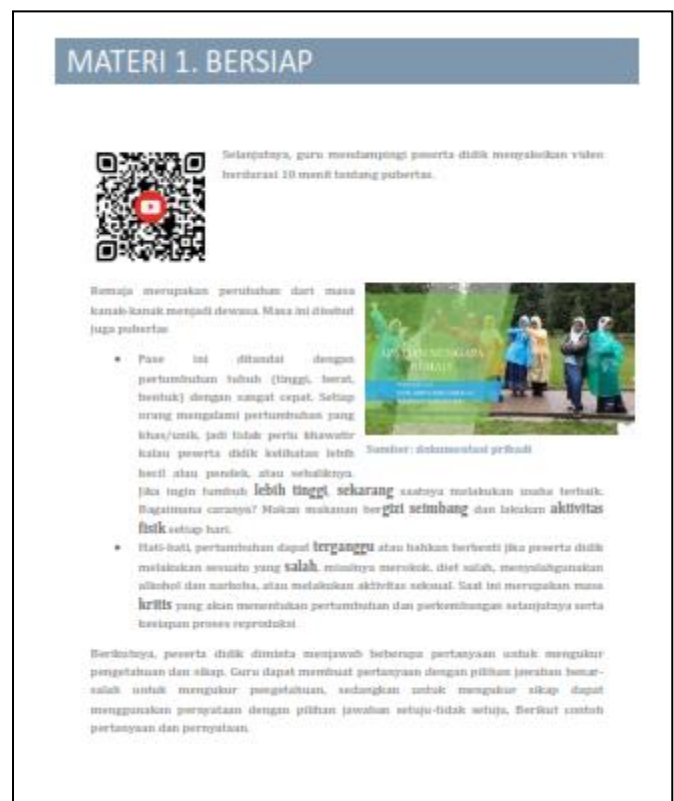 MATERI 1. BERSIAP
Selanjutnya, guru mendampingi peserta didik menyaksikan video
berdurasi 10 menit tentang pubertas.
Remaja merupakan perubahan dari masa
kanak-kanak menjadi dewasa. Masa ini disebut
juga pubertas
• Fase ini ditandai dengan
pertumbuhan tubuh (tinggi, berat,
bentuk) dengan sangat cepat. Setiap
orang mengalami pertumbuhan yang
khas/unik, jadi tidak perlu khawatir
kalau peserta didik kelihatan lebih
kecil atau pendek, atau sebaliknya.
Sumber: dokumentasi pribadi
Jika ingin tumbuh lebih tinggi, sekarang saatnya melakukan usaha terbaik.
Bagaimana caranya? Makan makanan bergizi seimbang dan lakukan aktivitas
fisik setiap hari.
• Hati-hati, pertumbuhan dapat terganggu atau bahkan berhenti jika peserta didik
melakukan sesuatu yang salah, misalnya merokok, diet salah, menyalahgunakan
alkohol dan narkoba, atau melakukan aktivitas seksual. Saat ini merupakan masa
kritis yang akan menentukan pertumbuhan dan perkembangan selanjutnya serta
kesiapan proses reproduksi
Berikutnya, peserta didik diminta menjawab beberapa pertanyaan untuk mengukur
pengetahuan dan sikap. Guru dapat membuat pertanyaan dengan pilihan jawaban benar-
salah untuk mengukur pengetahuan, sedangkan untuk mengukur sikap dapat
menggunakan pernyataan dengan pilihan jawaban setuju-tidak setuju, Berikut contoh
pertanyaan dan pernyataan.